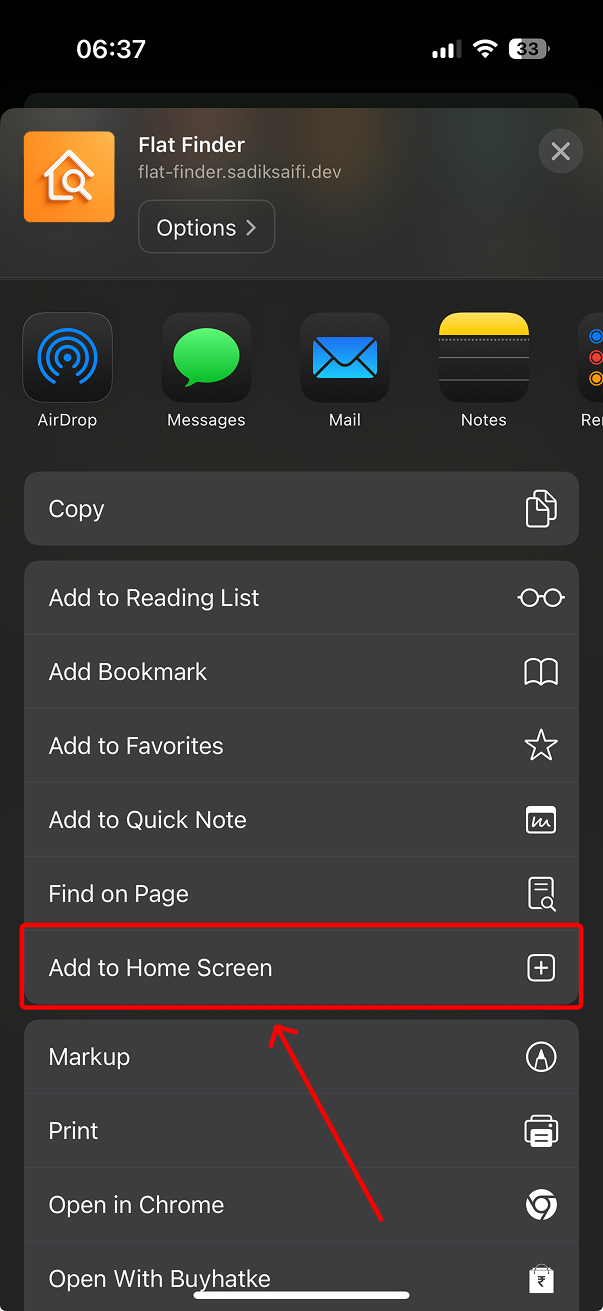 06:37
33
Flat Finder
flat-finder.sadiksaifi.dev
Options
AirDrop
Messages
Mail
Notes
Copy
Add to Reading List
Add Bookmark
Add to Favorites
Add to Quick Note
Find on Page
Add to Home Screen
Markup
Print
Open in Chrome
Open With Buyhatke
₹